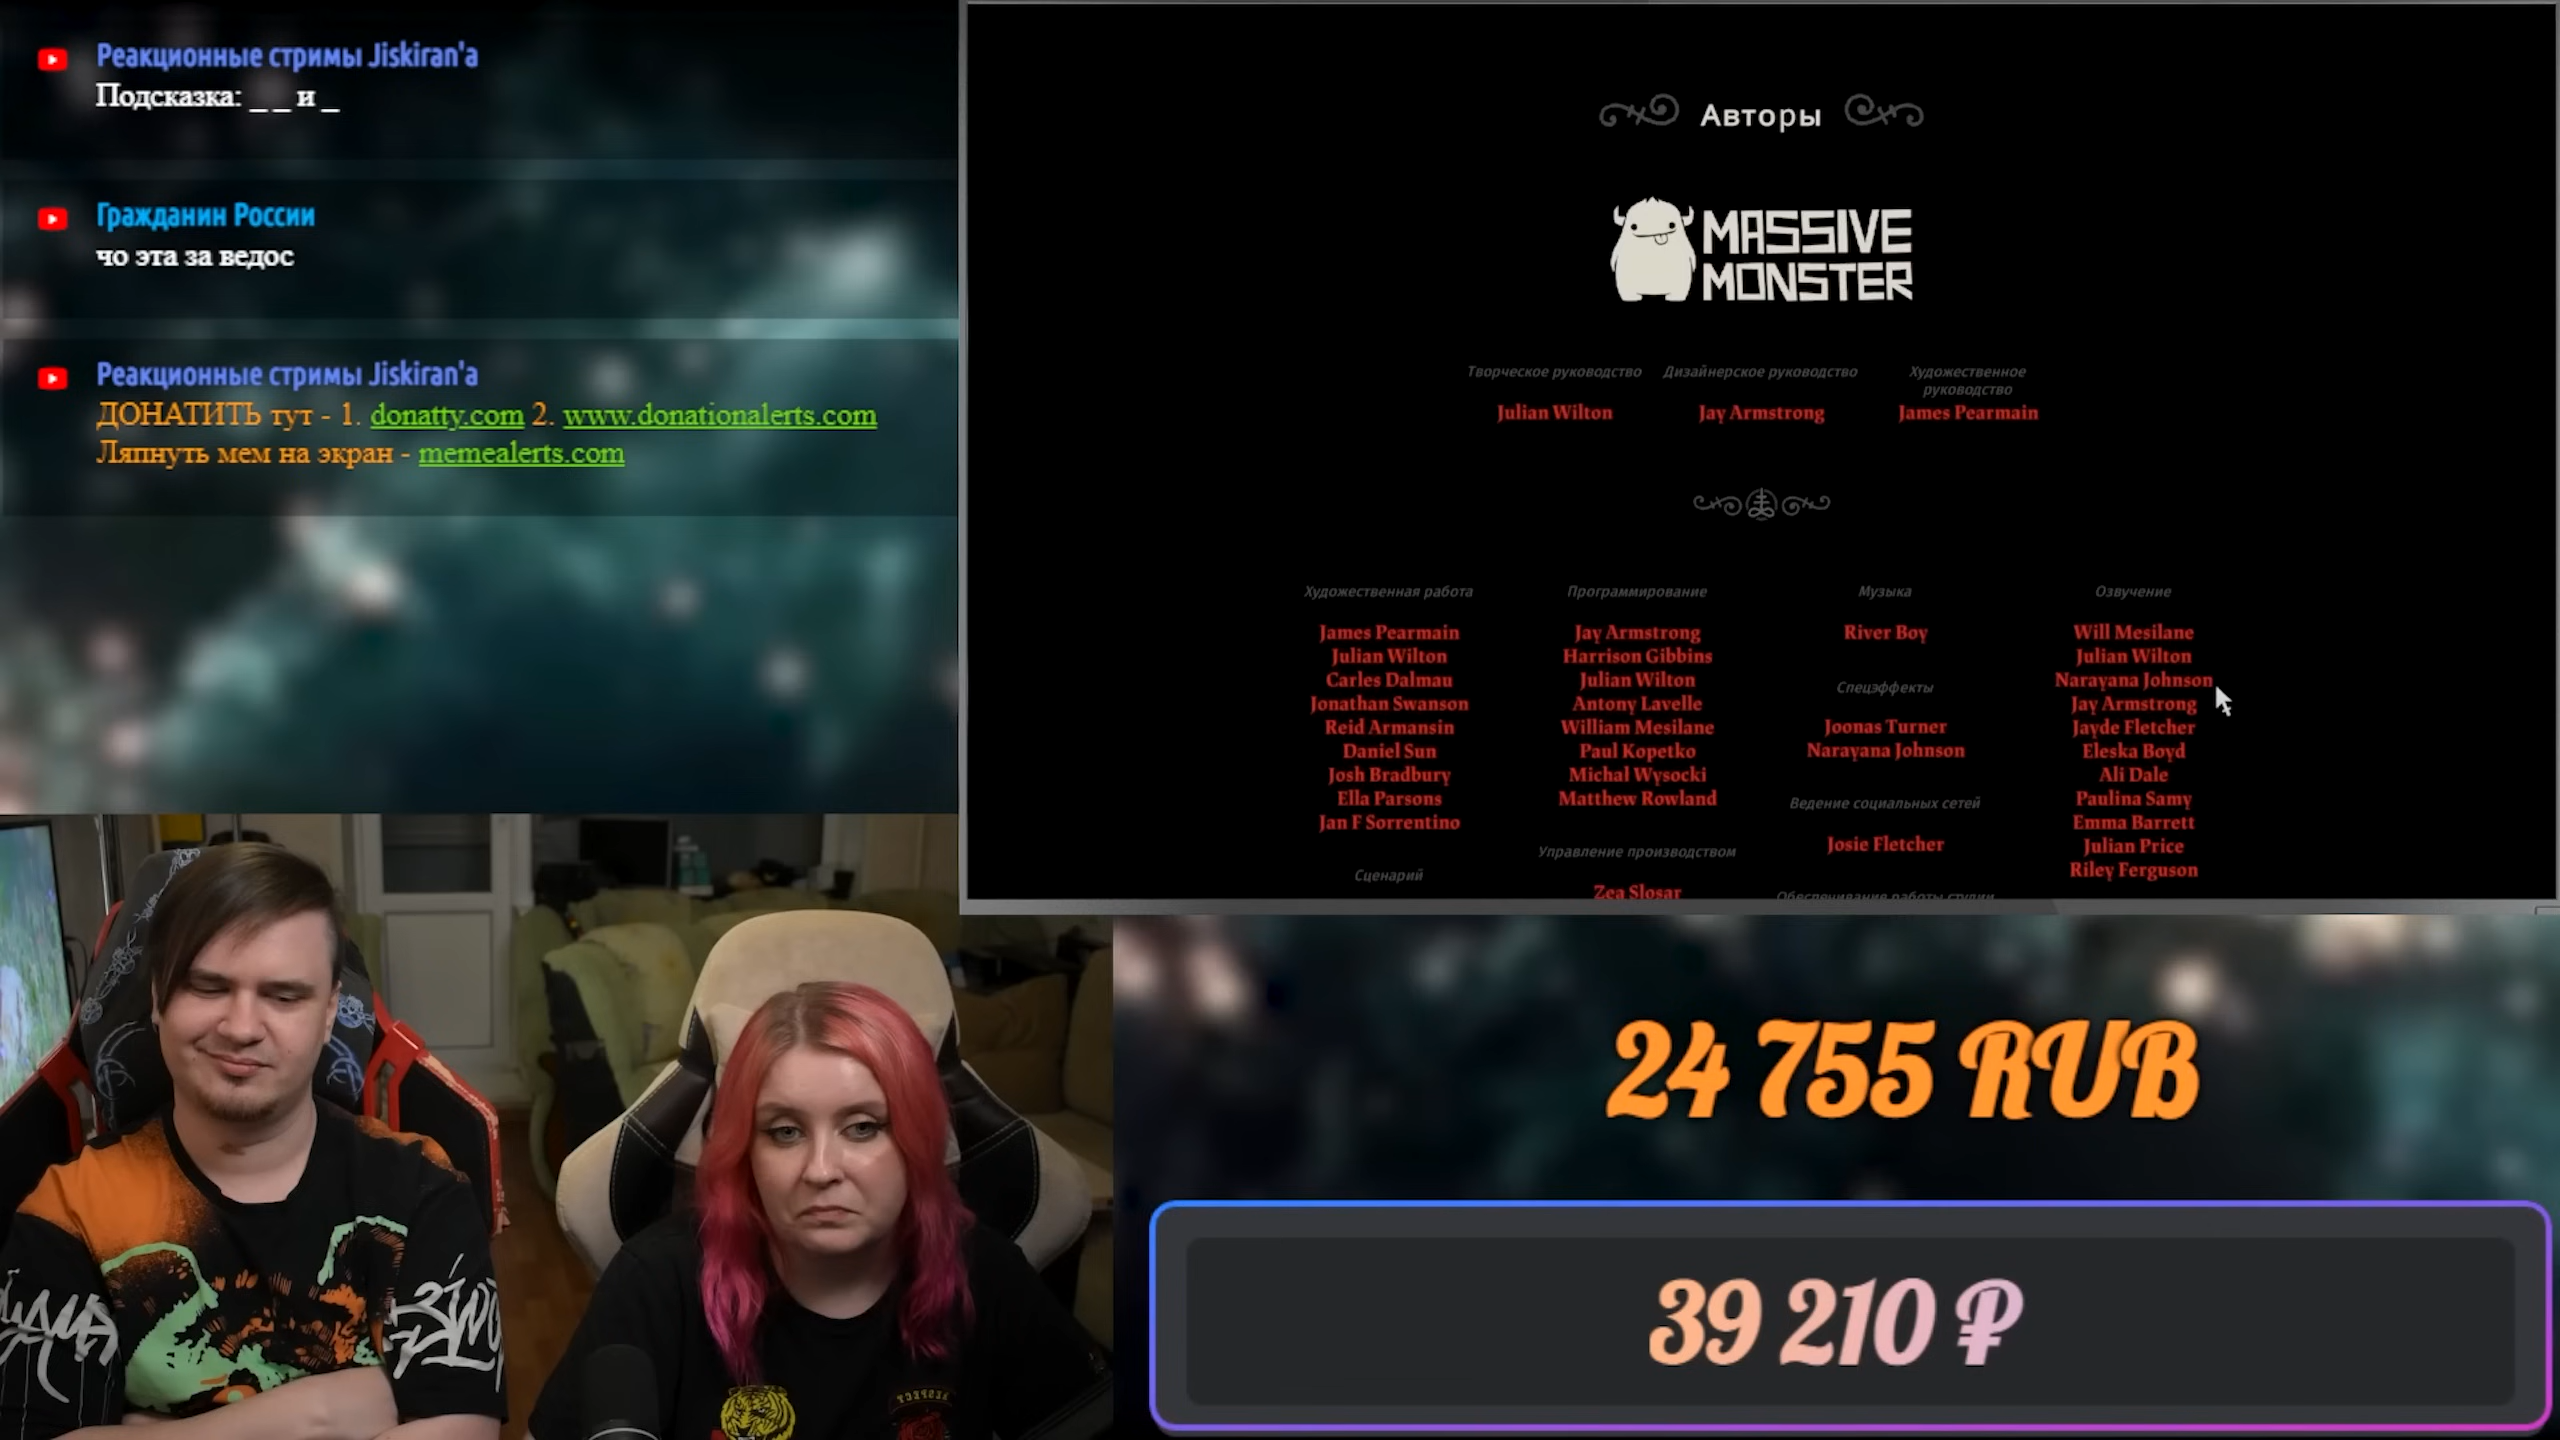 Реакционные стримы Jiskiran'a
Подсказка: _ _ и _
Гражданин России
чо эта за ведос
Реакционные стримы Jiskiran'a
ДОНАТИТЬ тут - 1. donatty.com 2. www.donationalerts.com
Ляпнуть мем на экран - memealerts.com
Авторы
MASSIVE
MONSTER
Творческое руководство
Julian Wilton
Дизайнерское руководство
Jay Armstrong
Художественное
руководство
James Pearmain
Художественная работа
James Pearmain
Julian Wilton
Carles Dalmau
Jonathan Swanson
Reid Armansin
Daniel Sun
Josh Bradbury
Ella Parsons
Jan F Sorrentino
Сценарий
Программирование
Jay Armstrong
Harrison Gibbins
Julian Wilton
Antony Lavelle
William Mesilane
Paul Kopetko
Michal Wysocki
Matthew Rowland
Управление производством
Zea Slosar
Музыка
River Boy
Спецэффекты
Joonas Turner
Narayana Johnson
Ведение социальных сетей
Josie Fletcher
Обеспечивание работы студии
Озвучение
Will Mesilane
Julian Wilton
Narayana Johnson
Jay Armstrong
Jayde Fletcher
Eleska Boyd
Ali Dale
Paulina Samy
Emma Barrett
Julian Price
Riley Ferguson
24 755 RUB
39 210 ₽